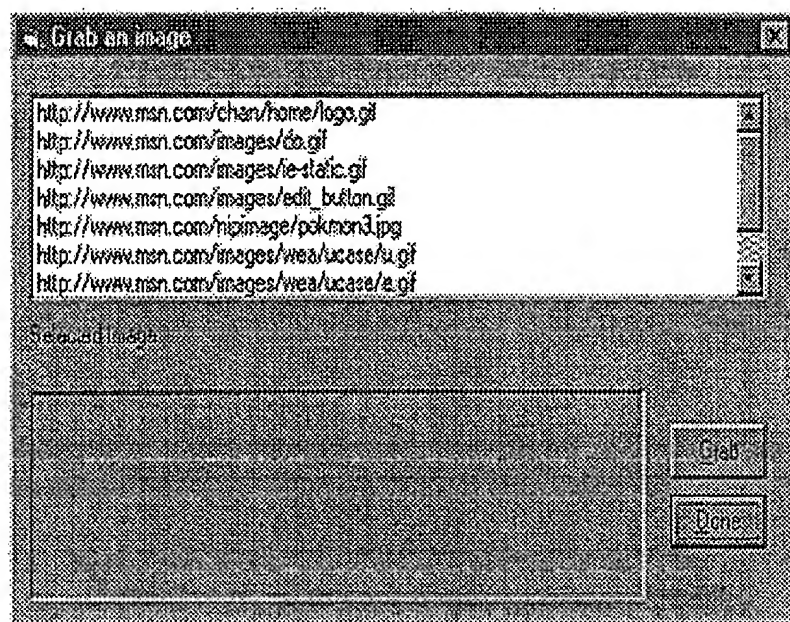 Grab an image
http://www.msn.com/chan/home/logo.gif
http://www.msn.com/images/do.gif
http://www.msn.com/images/ie-static.gif
http://www.msn.com/images/edit_button.gif
http://www.msn.com/nipimage/pokmon3.jpg
http://www.msn.com/images/wea/ucase/u.gif
http://www.msn.com/images/wea/ucase/a.gif
Selected Image:
Grab
Done